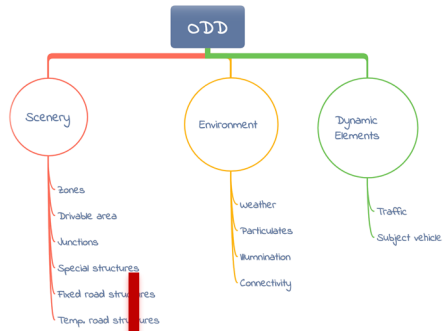 ODD
Scenery
Environment
Dynamic
Elements
Zones
Drivable area
Junctions
Special structures
Fixed road structures
Temp. road structures
Weather
Particulates
Illumnination
Connectivity
Traffic
Subject vehicle